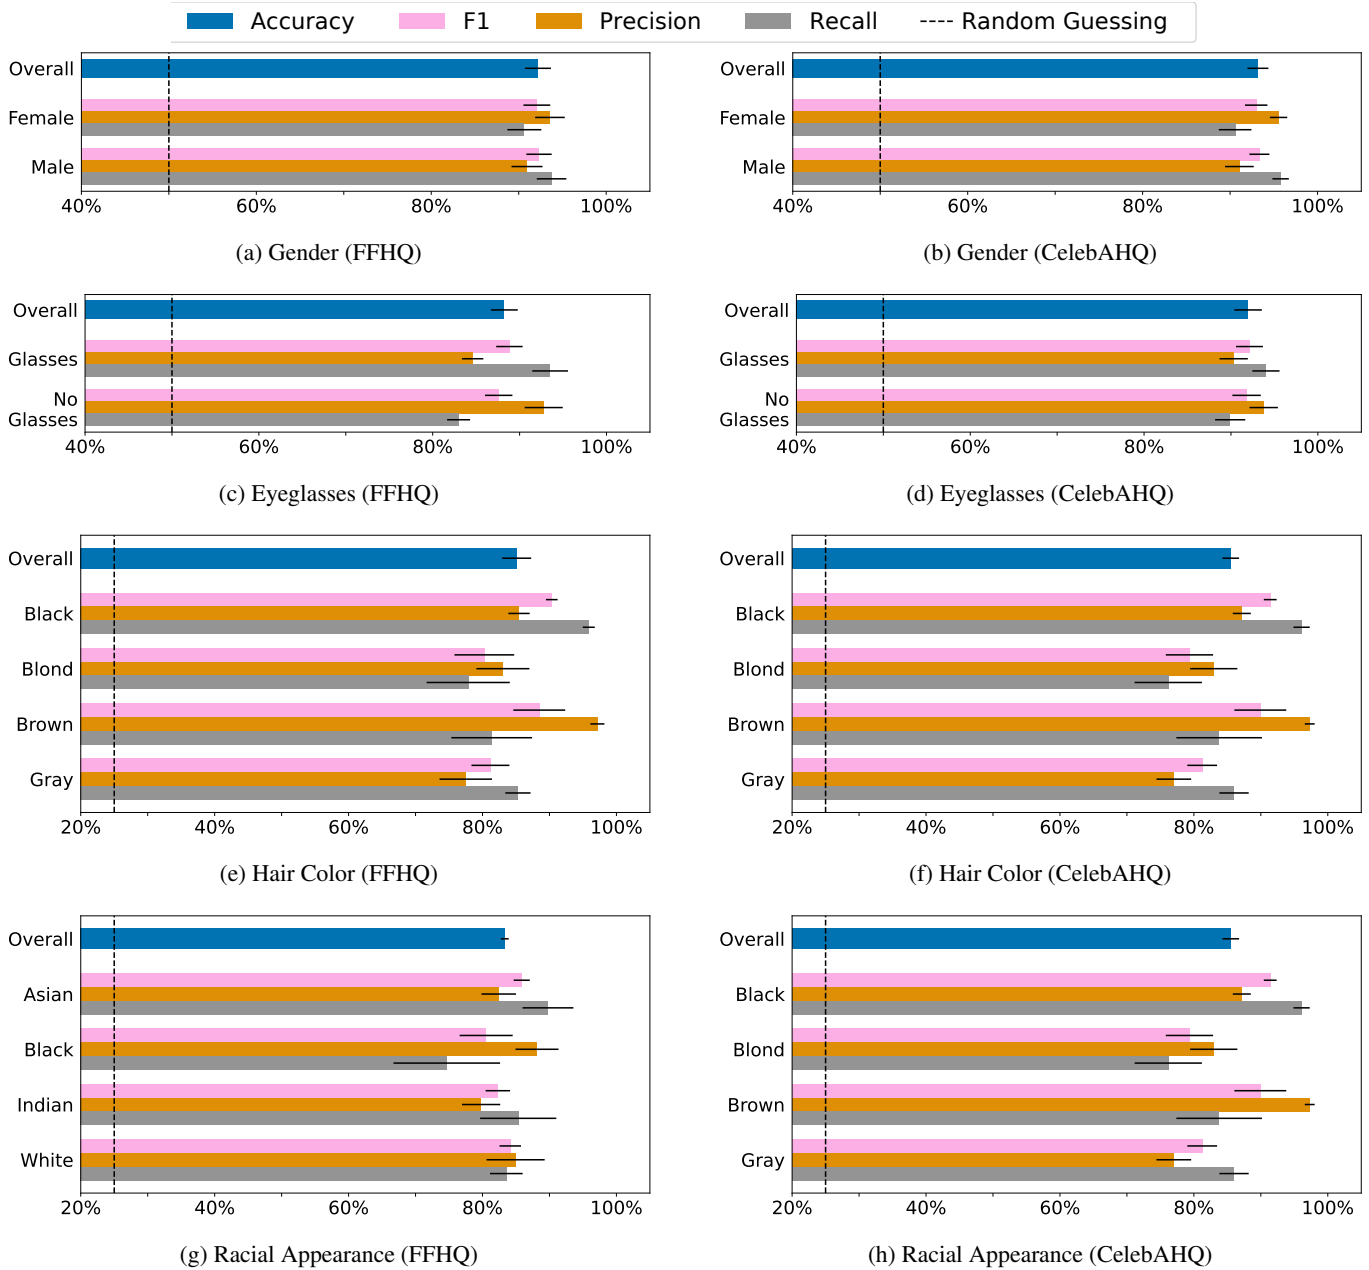 Accuracy F1 Precision Recall Random Guessing
Overall
Female
Male
40% 60% 80% 100%
(a) Gender (FFHQ)
Overall
Female
Male
40% 60% 80% 100%
(b) Gender (CelebAHQ)
Overall
Glasses
No
Glasses
40% 60% 80% 100%
(c) Eyeglasses (FFHQ)
Overall
Glasses
No
Glasses
40% 60% 80% 100%
(d) Eyeglasses (CelebAHQ)
Overall
Black
Blond
Brown
Gray
20% 40% 60% 80% 100%
(e) Hair Color (FFHQ)
Overall
Black
Blond
Brown
Gray
20% 40% 60% 80% 100%
(f) Hair Color (CelebAHQ)
Overall
Asian
Black
Indian
White
20% 40% 60% 80% 100%
(g) Racial Appearance (FFHQ)
Overall
Black
Blond
Brown
Gray
20% 40% 60% 80% 100%
(h) Racial Appearance (CelebAHQ)